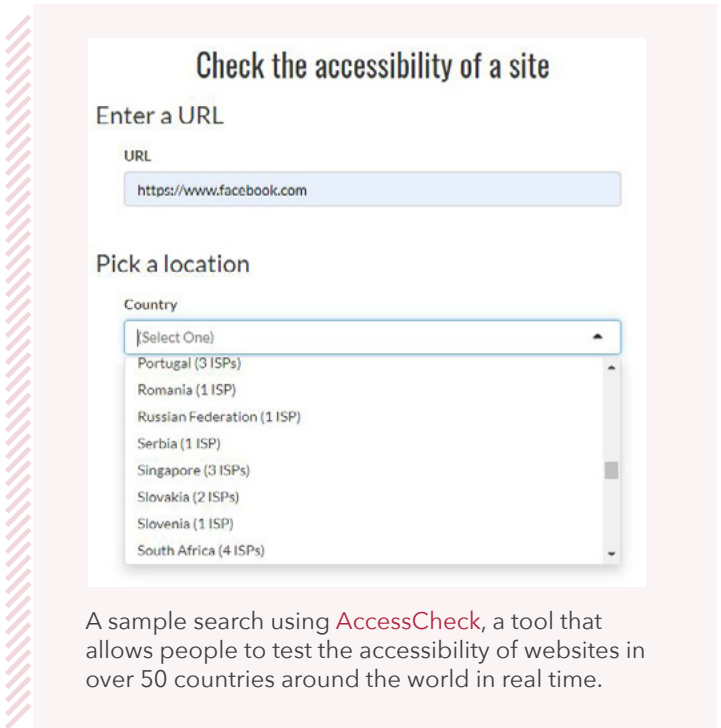 Check the accessibility of a site
Enter a URL
URL
https://www.facebook.com
Pick a location
Country
(Select One)
Portugal (3 ISPs)
Romania (1 ISP)
Russian Federation (1 ISP)
Serbia (1 ISP)
Singapore (3 ISPs)
Slovakia (2 ISPs)
Slovenia (1 ISP)
South Africa (4 ISPs)
A sample search using AccessCheck, a tool that
allows people to test the accessibility of websites in
over 50 countries around the world in real time.